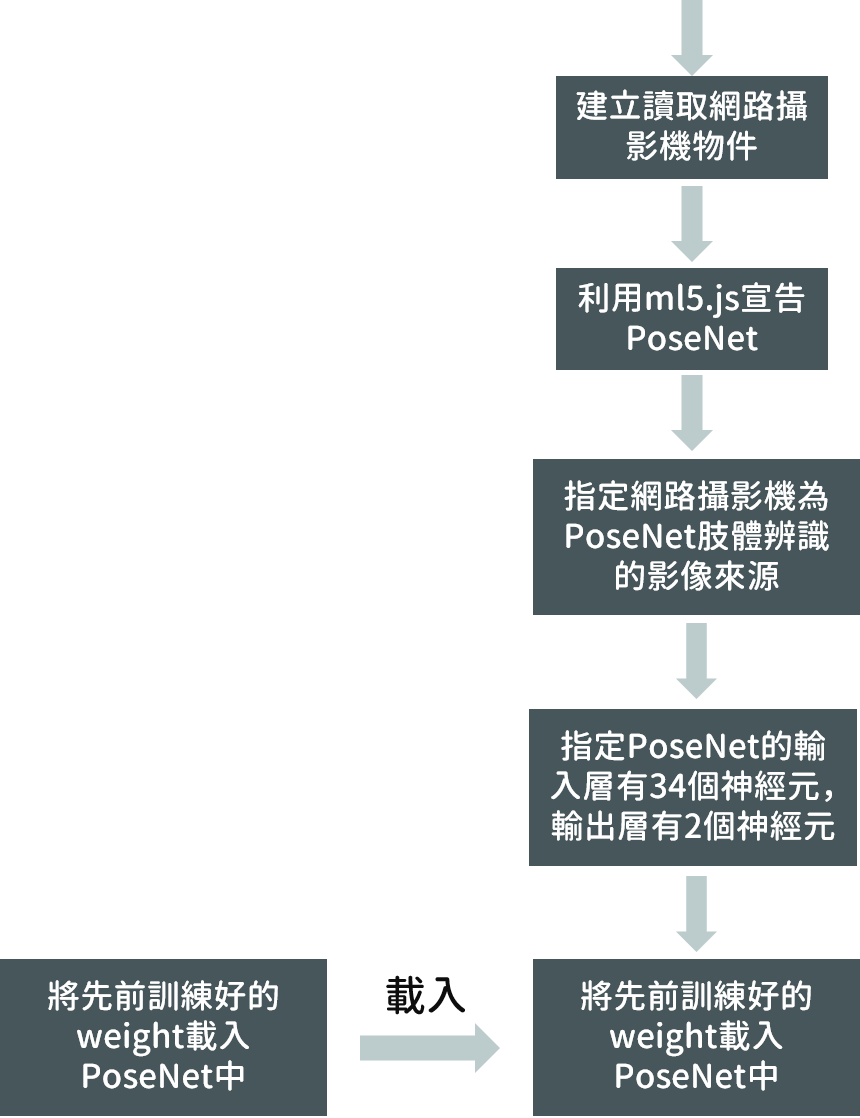 建立讀取網路攝
影機物件
利用ml5.js宣告
PoseNet
指定網路攝影機為
PoseNet肢體辨識
的影像來源
指定PoseNet的輸
入層有34個神經元，
輸出層有2個神經元
將先前訓練好的
weight載入
PoseNet中
載入
將先前訓練好的
weight載入
PoseNet中